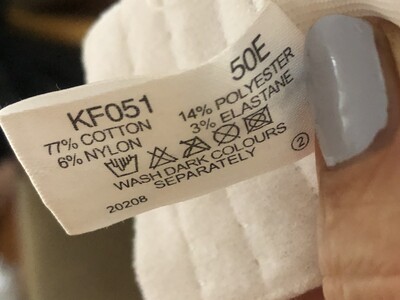 KF051 50E
77% COTTON 14% POLYESTER
6% NYLON 3% ELASTANE
WASH DARK COLOURS
SEPARATELY
20208 2